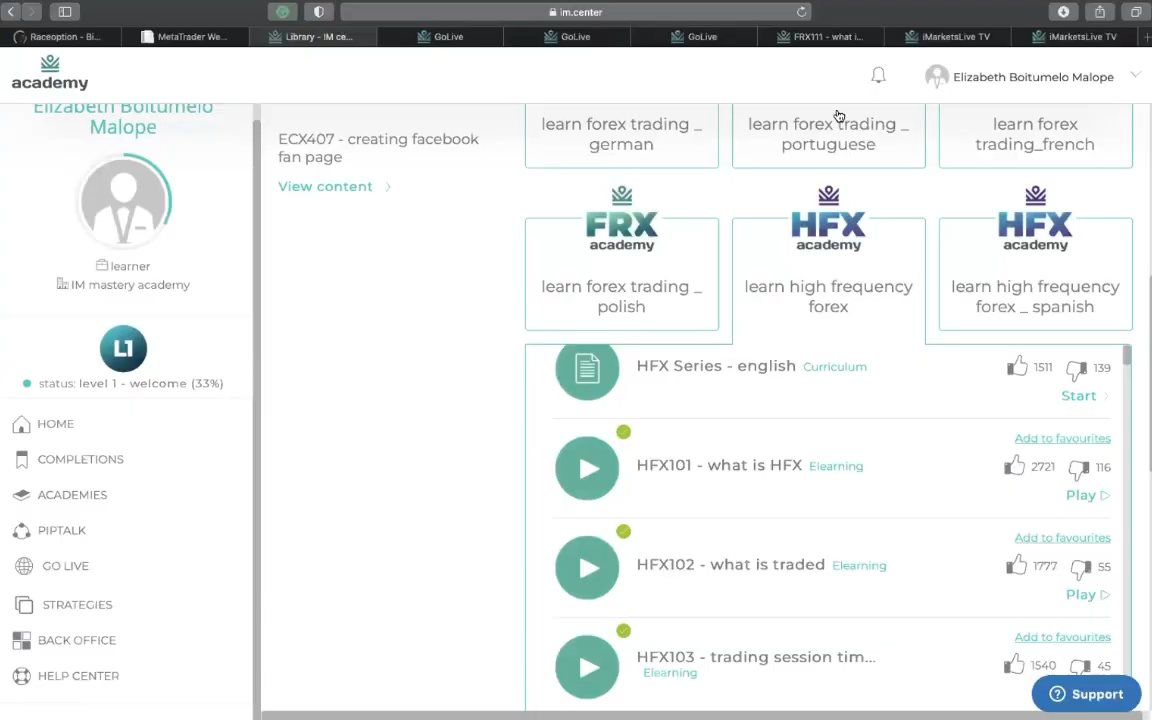 im.center
Raceoption - Bi...
MetaTrader We...
Library - IM ce...
GoLive
GoLive
GoLive
FRX111 - what i...
iMarketsLive TV
iMarketsLive TV
academy
Elizabeth Boitumelo Malope
Elizabeth Boitumelo
Malope
learner
IM mastery academy
L1
status: level 1 - welcome (33%)
HOME
COMPLETIONS
ACADEMIES
PIPTALK
GO LIVE
STRATEGIES
BACK OFFICE
HELP CENTER
ECX407 - creating facebook
fan page
View content
learn forex trading _
german
learn forex trading _
portuguese
learn forex
trading_french
FRX
academy
learn forex trading _
polish
HFX
academy
learn high frequency
forex
HFX
academy
learn high frequency
forex _ spanish
HFX Series - english Curriculum
1511 139
Start
Add to favourites
HFX101 - what is HFX Elearning
2721 116
Play
Add to favourites
HFX102 - what is traded Elearning
1777 55
Play
Add to favourites
HFX103 - trading session tim...
Elearning
1540 45
Support